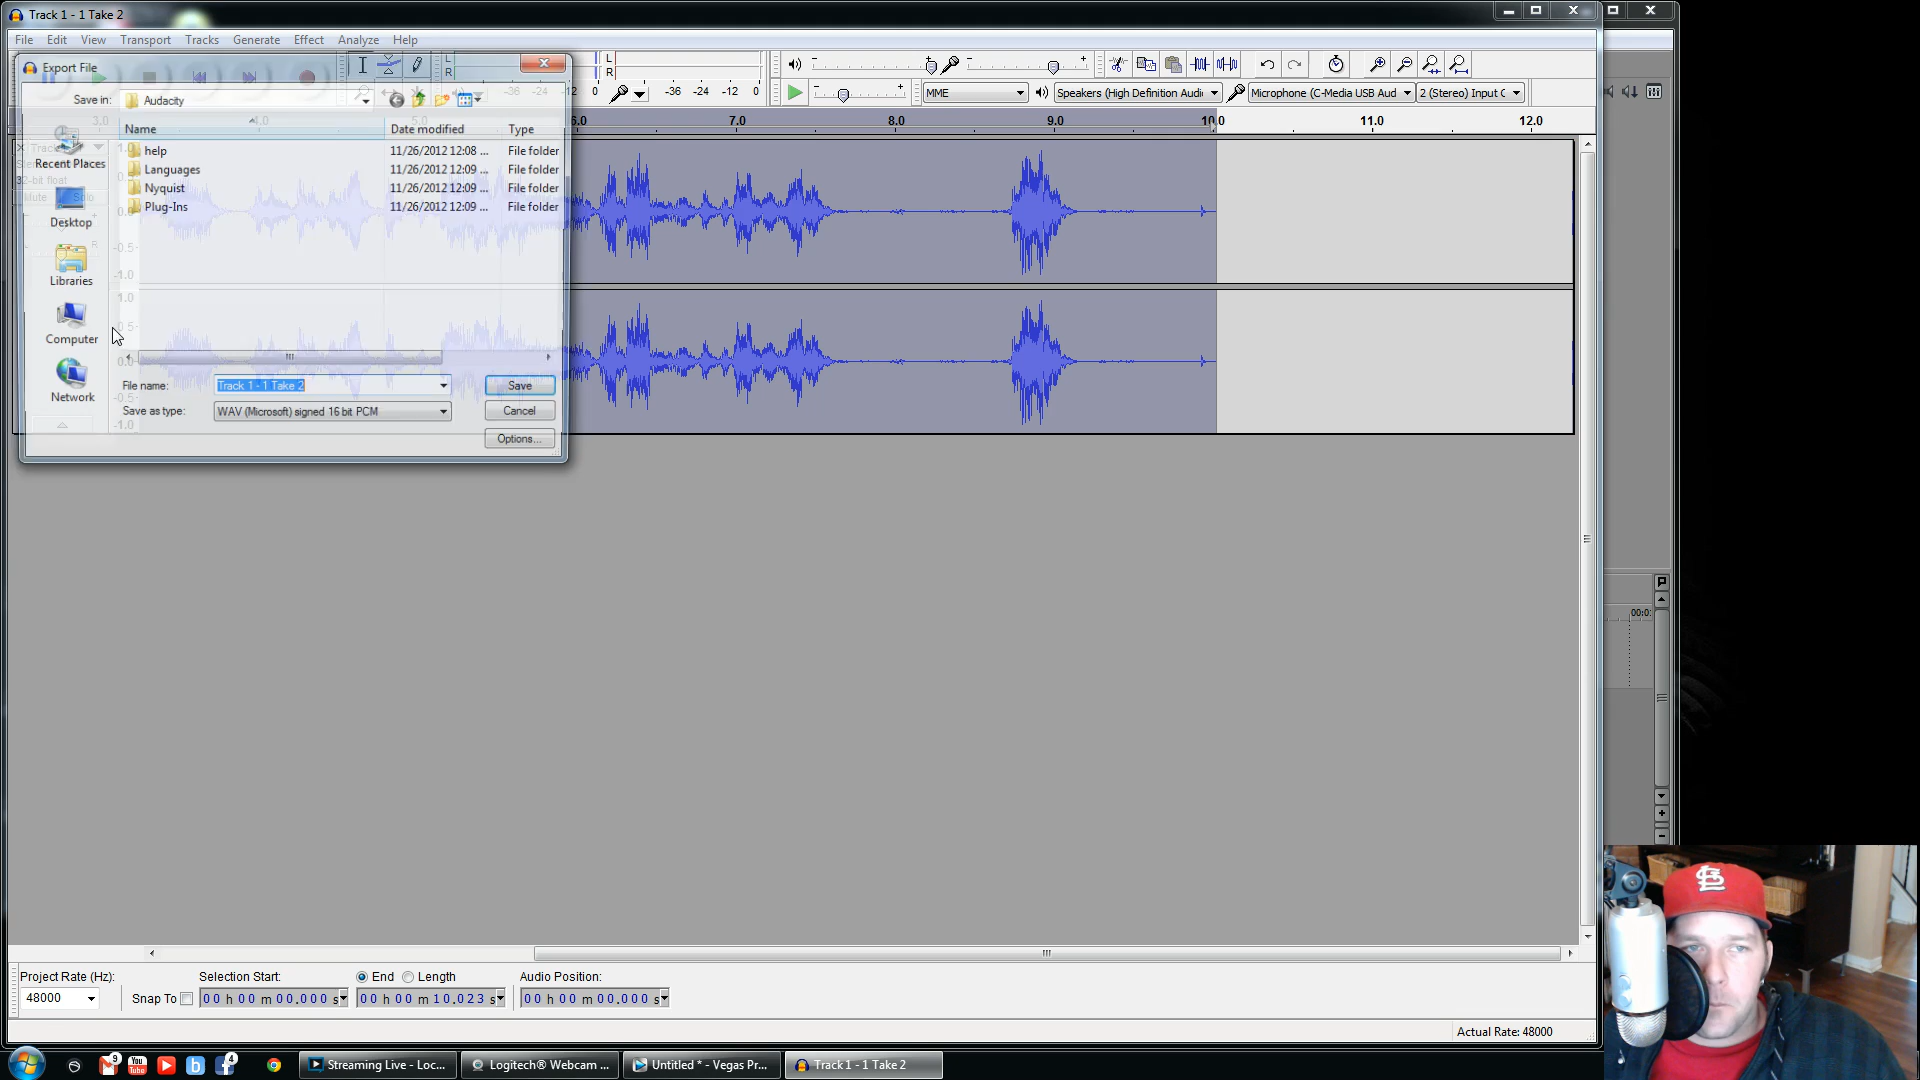 Track 1 - 1 Take 2
File Edit View Transport Tracks Generate Effect Analyze Help
Export File
Save in: Audacity
Name Date modified Type
help 11/26/2012 12:08 ... File folder
Languages 11/26/2012 12:09 ... File folder
Nyquist 11/26/2012 12:09 ... File folder
Plug-Ins 11/26/2012 12:09 ... File folder
Recent Places
Desktop
Libraries
Computer
Network
File name: Track 1 - 1 Take 2
Save as type: WAV (Microsoft) signed 16 bit PCM
Save
Cancel
Options...
L
R
-36 -24 -12 0
L
R
-36 -24 -12 0
MME
Speakers (High Definition Audi
Microphone (C-Media USB Aud
2 (Stereo) Input C
3.0 4.0 5.0 6.0 7.0 8.0 9.0 10.0 11.0 12.0
32-bit float
Mute Solo
1.0
0.0
-0.5
-1.0
1.0
0.5
0.0
-0.5
-1.0
00:0:
Project Rate (Hz):
48000
Snap To
Selection Start:
00 h 00 m 00.000 s
End Length
00 h 00 m 10.023 s
Audio Position:
00 h 00 m 00.000 s
Actual Rate: 48000
9
You
Tube
b
4
f
Streaming Live - Loc...
Logitech® Webcam ...
Untitled * - Vegas Pr...
Track 1 - 1 Take 2